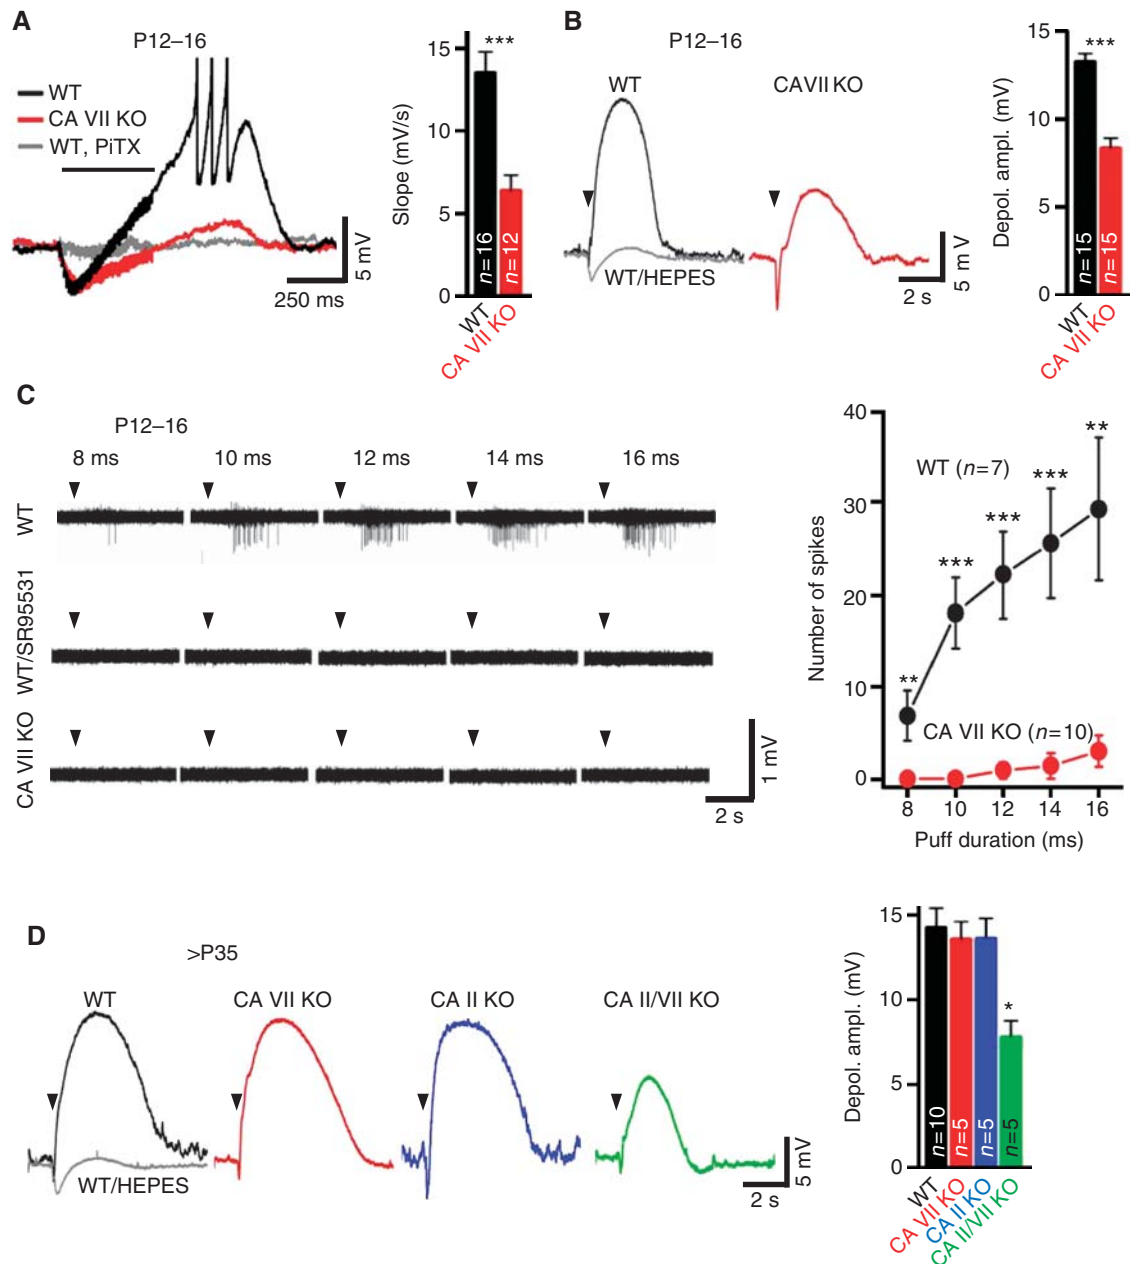 A
P12–16
WT
CA VII KO
WT, PiTX
5 mV
250 ms
Slope (mV/s)
15
10
5
0
***
n=16
n=12
WT
CA VII KO
B
P12–16
WT
CAVII KO
WT/HEPES
5 mV
2 s
Depol. ampl. (mV)
15
10
5
0
***
n=15
n=15
WT
CA VII KO
C
P12–16
8 ms
10 ms
12 ms
14 ms
16 ms
WT
WT/SR95531
CA VII KO
1 mV
2 s
Number of spikes
40
30
20
10
0
WT (n=7)
**
***
***
***
**
CA VII KO (n=10)
8
10
12
14
16
Puff duration (ms)
D
>P35
WT
CA VII KO
CA II KO
CA II/VII KO
WT/HEPES
5 mV
2 s
Depol. ampl. (mV)
15
10
5
0
*
n=10
n=5
n=5
n=5
WT
CA VII KO
CA II KO
CA II/VII KO